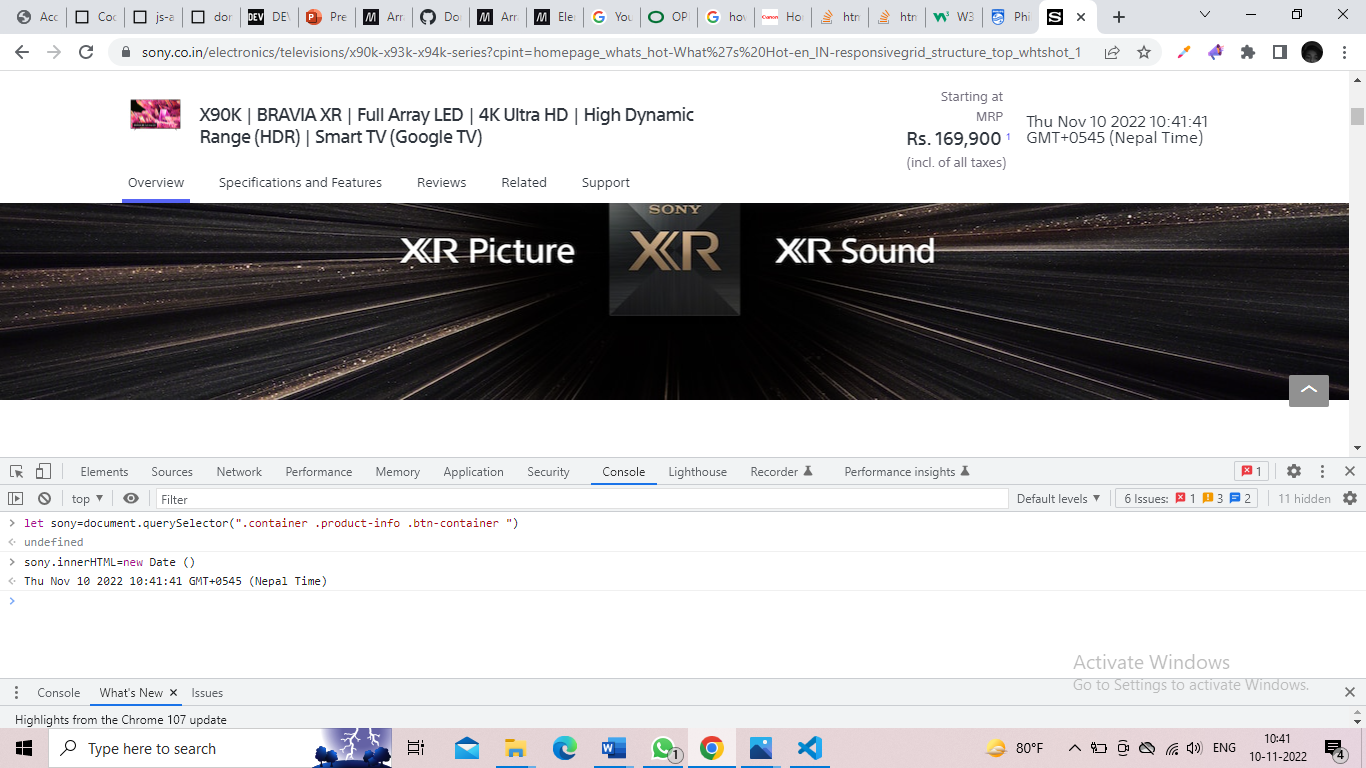 Acc
Coo
js-a
dor
DEV
DEV
Pre
Arr
Do
Arr
Ele
You
OP
hov
Canon
Ho
htn
htn
W3
Phi
S
sony.co.in/electronics/televisions/x90k-x93k-x94k-series?cpint=homepage_whats_hot-What%27s%20Hot-en_IN-responsivegrid_structure_top_whtshot_1
X90K | BRAVIA XR | Full Array LED | 4K Ultra HD | High Dynamic
Range (HDR) | Smart TV (Google TV)
Starting at
MRP
Rs. 169,900 1
(incl. of all taxes)
Thu Nov 10 2022 10:41:41
GMT+0545 (Nepal Time)
Overview Specifications and Features Reviews Related Support
SONY
XR Picture XR XR Sound
Elements Sources Network Performance Memory Application Security Console Lighthouse Recorder Performance insights 1
top Filter Default levels 6 Issues: 1 3 2 11 hidden
let sony=document.querySelector(".container .product-info .btn-container ")
undefined
sony.innerHTML=new Date ()
Thu Nov 10 2022 10:41:41 GMT+0545 (Nepal Time)
Activate Windows
Go to Settings to activate Windows.
Console What's New Issues
Highlights from the Chrome 107 update
Type here to search
1
80°F
ENG
10:41
10-11-2022
4